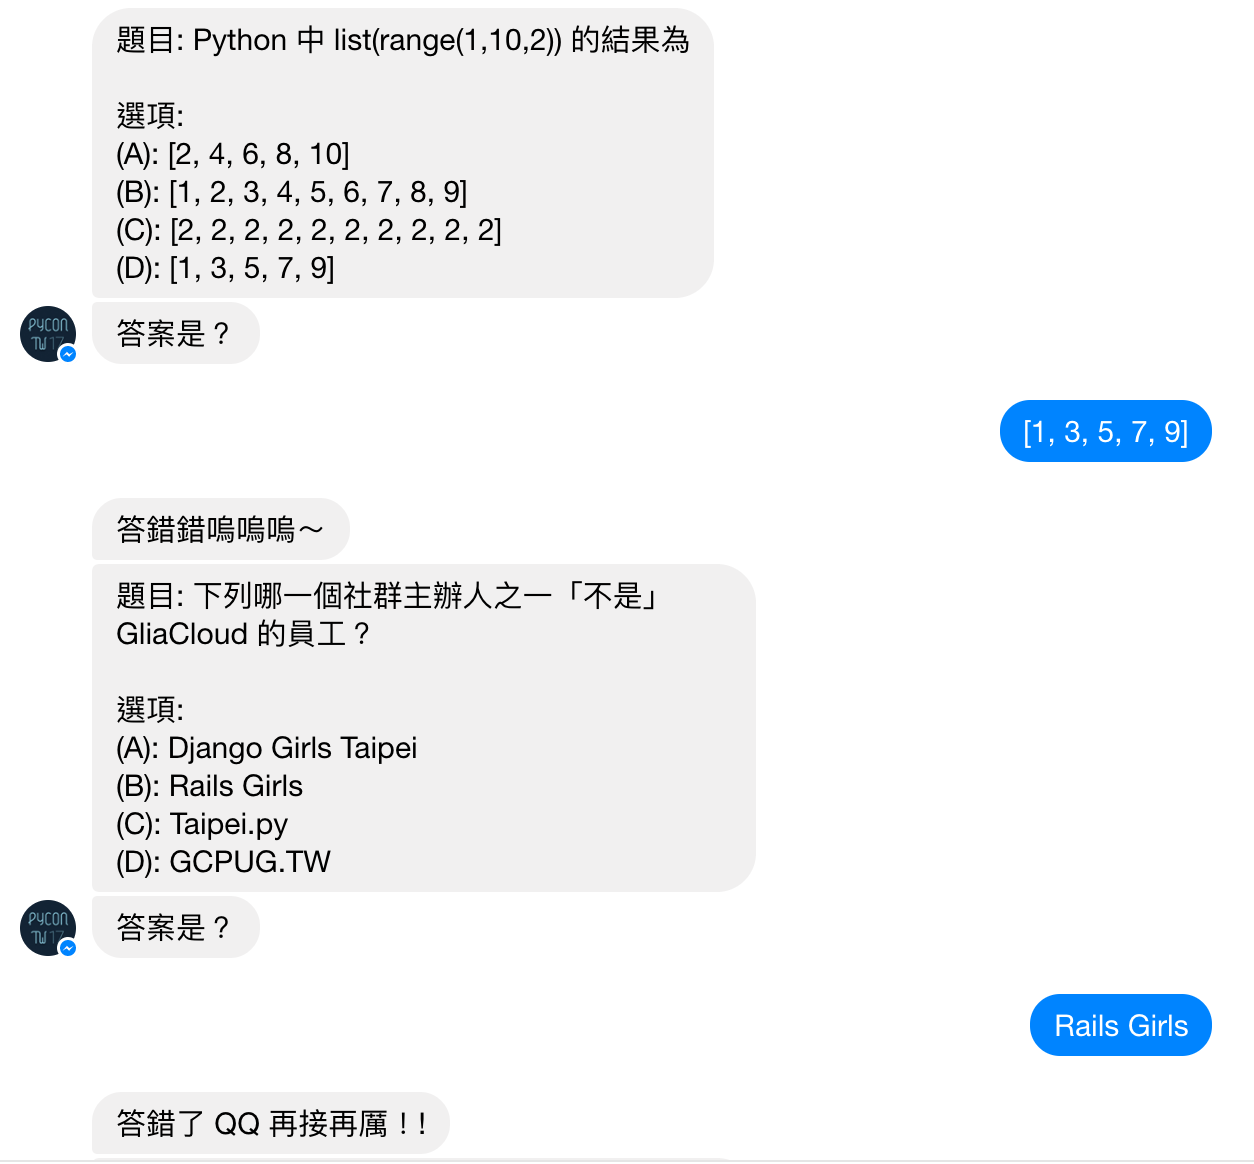 題目: Python 中 list(range(1,10,2)) 的結果為
選項:
(A): [2, 4, 6, 8, 10]
(B): [1, 2, 3, 4, 5, 6, 7, 8, 9]
(C): [2, 2, 2, 2, 2, 2, 2, 2, 2, 2]
(D): [1, 3, 5, 7, 9]
PYCON
TW 17
答案是？
[1, 3, 5, 7, 9]
答錯錯嗚嗚嗚～
題目: 下列哪一個社群主辦人之一「不是」
GliaCloud 的員工？
選項:
(A): Django Girls Taipei
(B): Rails Girls
(C): Taipei.py
(D): GCPUG.TW
PYCON
TW 17
答案是？
Rails Girls
答錯了 QQ 再接再厲！!